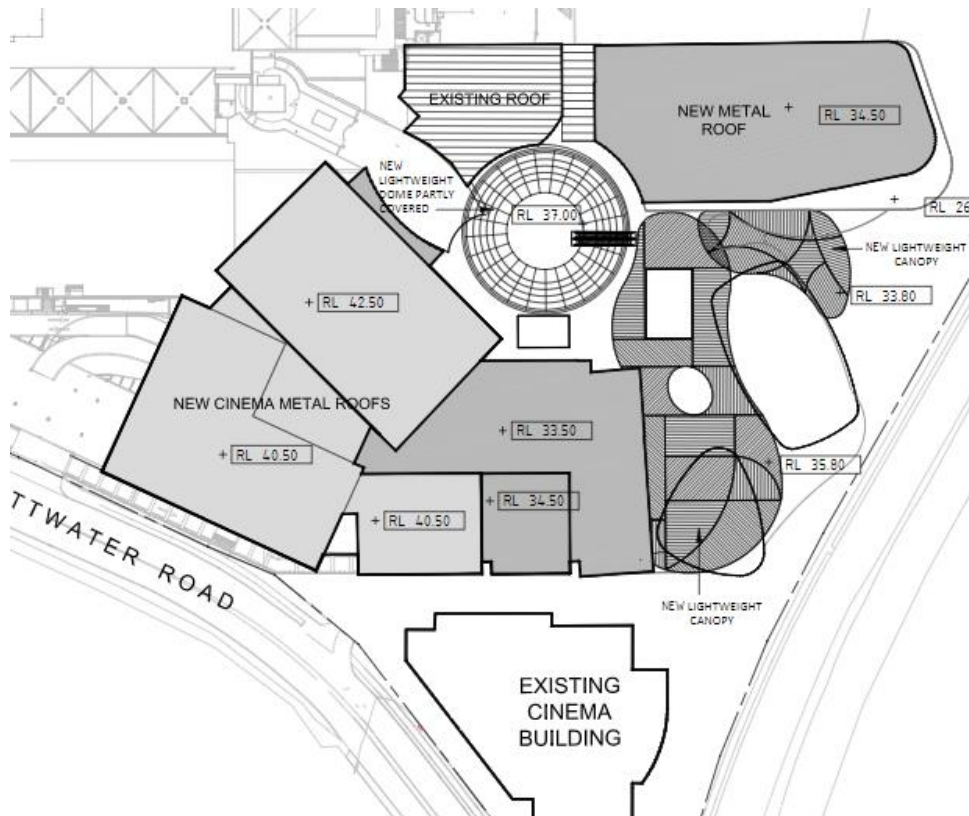 EXISTING ROOF
NEW METAL
ROOF
+ RL 34.50
NEW
LIGHTWEIGHT
DOME PARTLY
COVERED
RL 37.00
+
RL 26
NEW LIGHTWEIGHT
CANOPY
+ RL 33.80
+ RL 42.50
NEW CINEMA METAL ROOFS
+ RL 40.50
+ RL 33.50
+ RL 35.80
+ RL 40.50
+ RL 34.50
TTWATER ROAD
NEW LIGHTWEIGHT
CANOPY
EXISTING
CINEMA
BUILDING